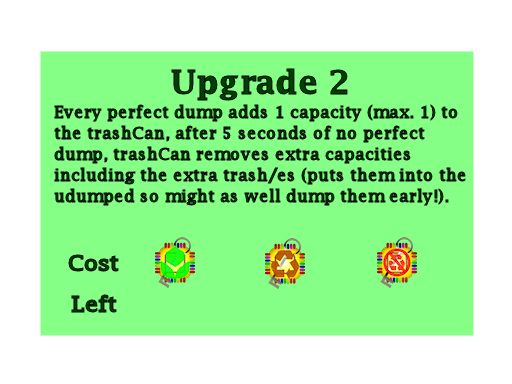 Upgrade 2
Every perfect dump adds 1 capacity (max. 1) to
the trashCan, after 5 seconds of no perfect
dump, trashCan removes extra capacities
including the extra trash/es (puts them into the
udumped so might as well dump them early!).
Cost
Left